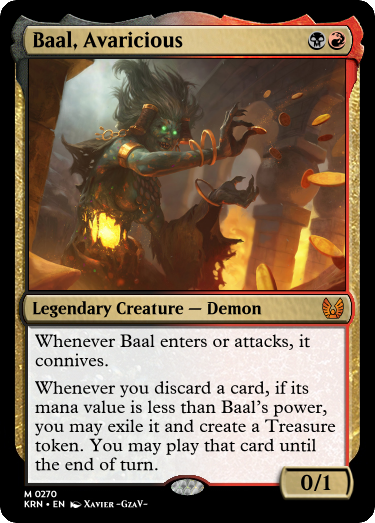 Baal, Avaricious
Legendary Creature — Demon
Whenever Baal enters or attacks, it
connives.
Whenever you discard a card, if its
mana value is less than Baal's power,
you may exile it and create a Treasure
token. You may play that card until
the end of turn.
0/1
M 0270
KRN • EN Xavier ~GzaV~